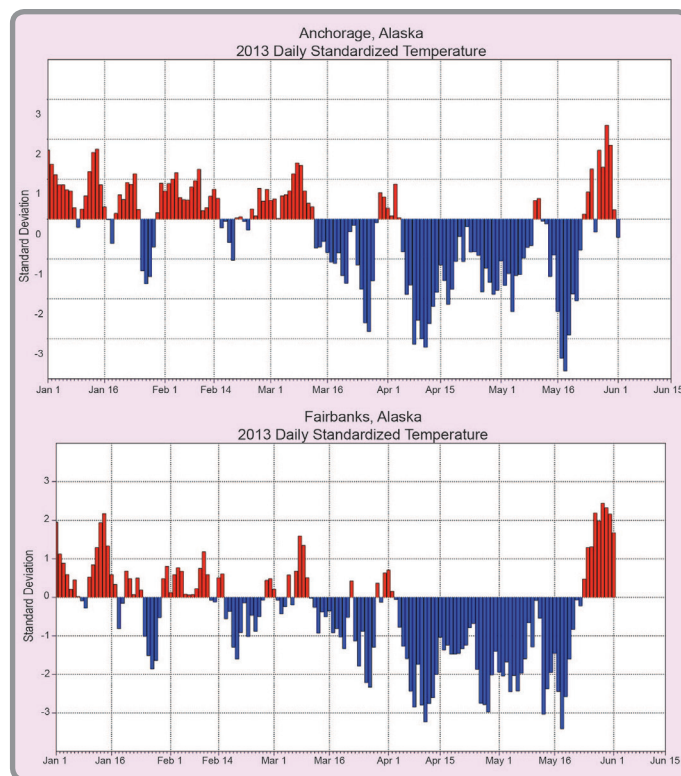 Anchorage, Alaska
2013 Daily Standardized Temperature
Standard Deviation
3
2
1
0
-1
-2
-3
Jan 1 Jan 16 Feb 1 Feb 14 Mar 1 Mar 16 Apr 1 Apr 15 May 1 May 16 Jun 1 Jun 15
Fairbanks, Alaska
2013 Daily Standardized Temperature
Standard Deviation
3
2
1
0
-1
-2
-3
Jan 1 Jan 16 Feb 1 Feb 14 Mar 1 Mar 16 Apr 1 Apr 15 May 1 May 16 Jun 1 Jun 15